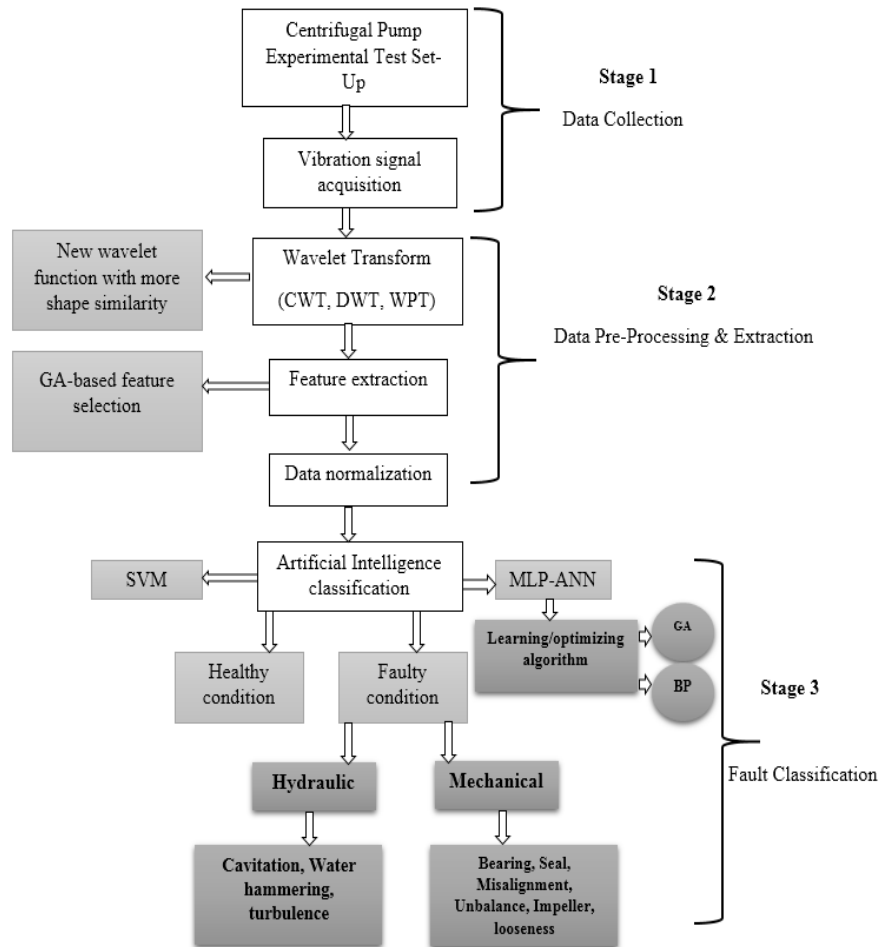 Centrifugal Pump
Experimental Test Set-
Up
Stage 1
Data Collection
Vibration signal
acquisition
New wavelet
function with more
shape similarity
Wavelet Transform
(CWT, DWT, WPT)
Stage 2
Data Pre-Processing & Extraction
GA-based feature
selection
Feature extraction
Data normalization
SVM
Artificial Intelligence
classification
MLP-ANN
Learning/optimizing
algorithm
GA
BP
Healthy
condition
Faulty
condition
Stage 3
Fault Classification
Hydraulic
Mechanical
Cavitation, Water
hammering,
turbulence
Bearing, Seal,
Misalignment,
Unbalance, Impeller,
looseness